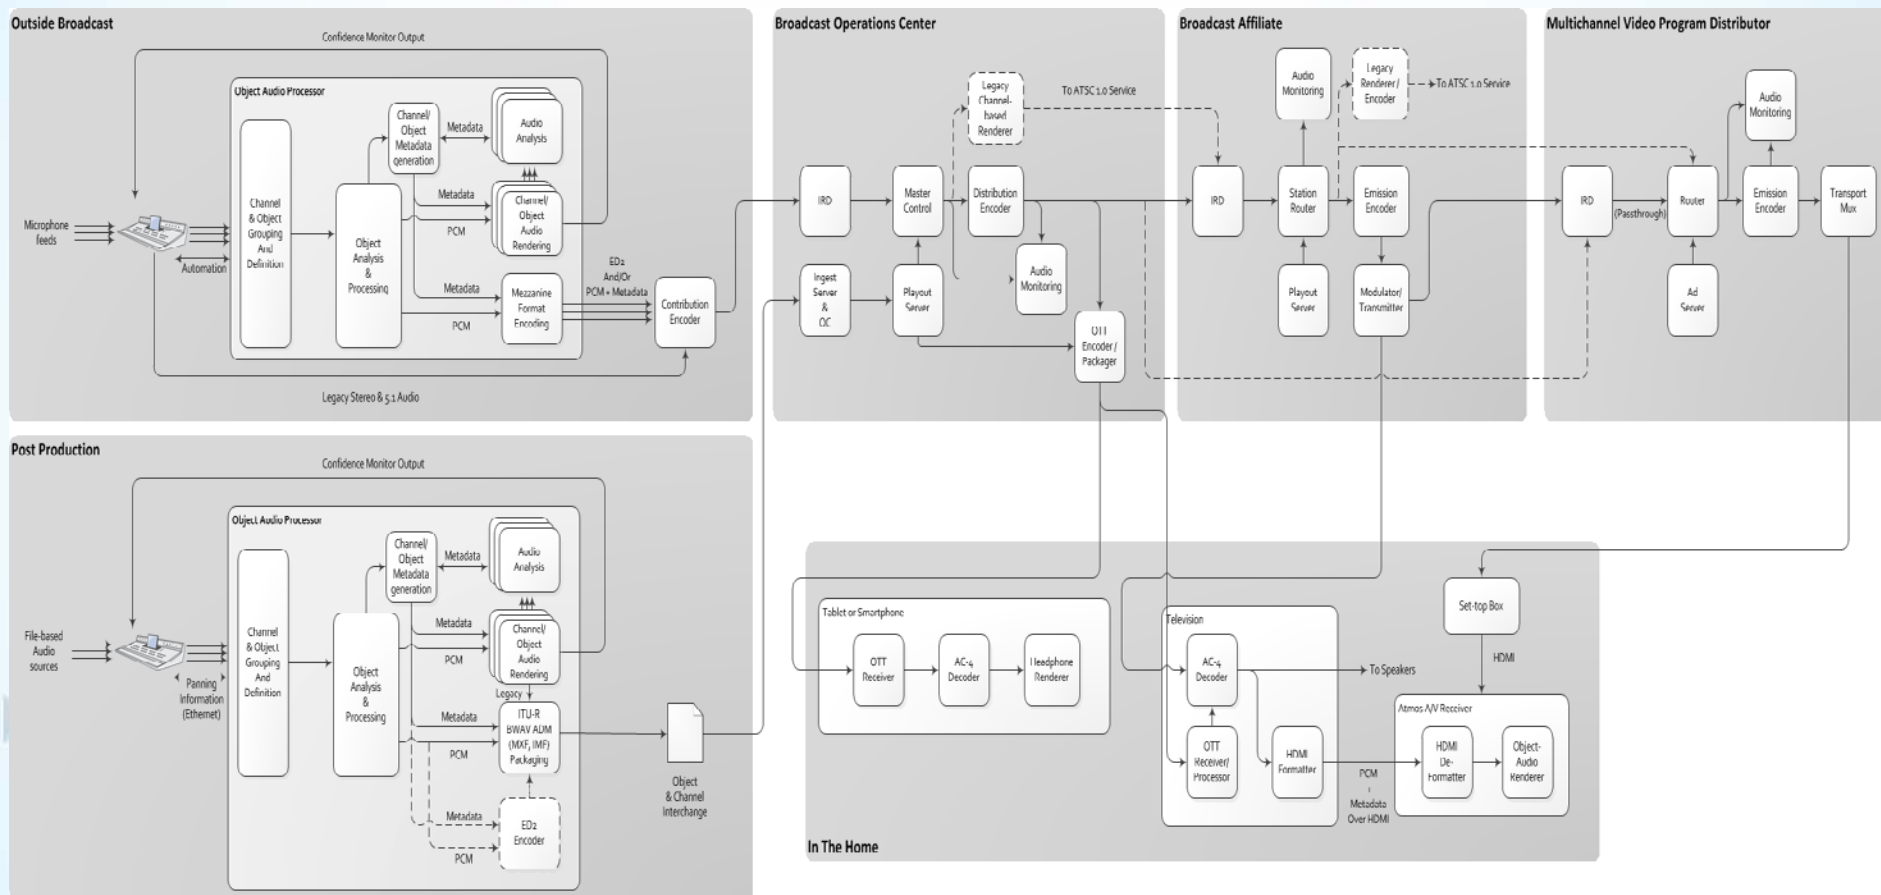 Outside Broadcast
Confidence Monitor Output
Object Audio Processor
Microphone
feeds
Automation
Channel
& Object
Grouping
And
Definition
Object
Analysis
&
Processing
Channel/
Object
Metadata
generation
Metadata
Audio
Analysis
Metadata
PCM
Channel/
Object
Audio
Rendering
Metadata
PCM
Mezzanine
Format
Encoding
ED2
And/Or
PCM + Metadata
Contribution
Encoder
Legacy Stereo & 5.1 Audio
Post Production
Confidence Monitor Output
Object Audio Processor
File-based
Audio
sources
Panning
Information
(Ethernet)
Channel
& Object
Grouping
And
Definition
Object
Analysis
&
Processing
Channel/
Object
Metadata
generation
Metadata
Audio
Analysis
Metadata
PCM
Channel/
Object
Audio
Rendering
Legacy
Metadata
PCM
ITU-R
BWAV ADM
(MXF, IMF)
Packaging
Metadata
PCM
ED2
Encoder
Object
& Channel
Interchange
Broadcast Operations Center
Legacy
Channel-
based
Renderer
To ATSC 1.0 Service
IRD
Master
Control
Distribution
Encoder
Ingest
Server
&
QC
Playout
Server
Audio
Monitoring
OTT
Encoder /
Packager
Broadcast Affiliate
Audio
Monitoring
Legacy
Renderer /
Encoder
To ATSC 1.0 Service
IRD
Station
Router
Emission
Encoder
Playout
Server
Modulator/
Transmitter
Multichannel Video Program Distributor
Audio
Monitoring
IRD
(Passthrough)
Router
Emission
Encoder
Transport
Mux
Ad
Server
Tablet or Smartphone
OTT
Receiver
AC-4
Decoder
Headphone
Renderer
Television
AC-4
Decoder
To Speakers
OTT
Receiver/
Processor
HDMI
Formatter
PCM
+
Metadata
Over HDMI
Set-top Box
HDMI
Atmos A/V Receiver
HDMI
De-
Formatter
Object-
Audio
Renderer
In The Home